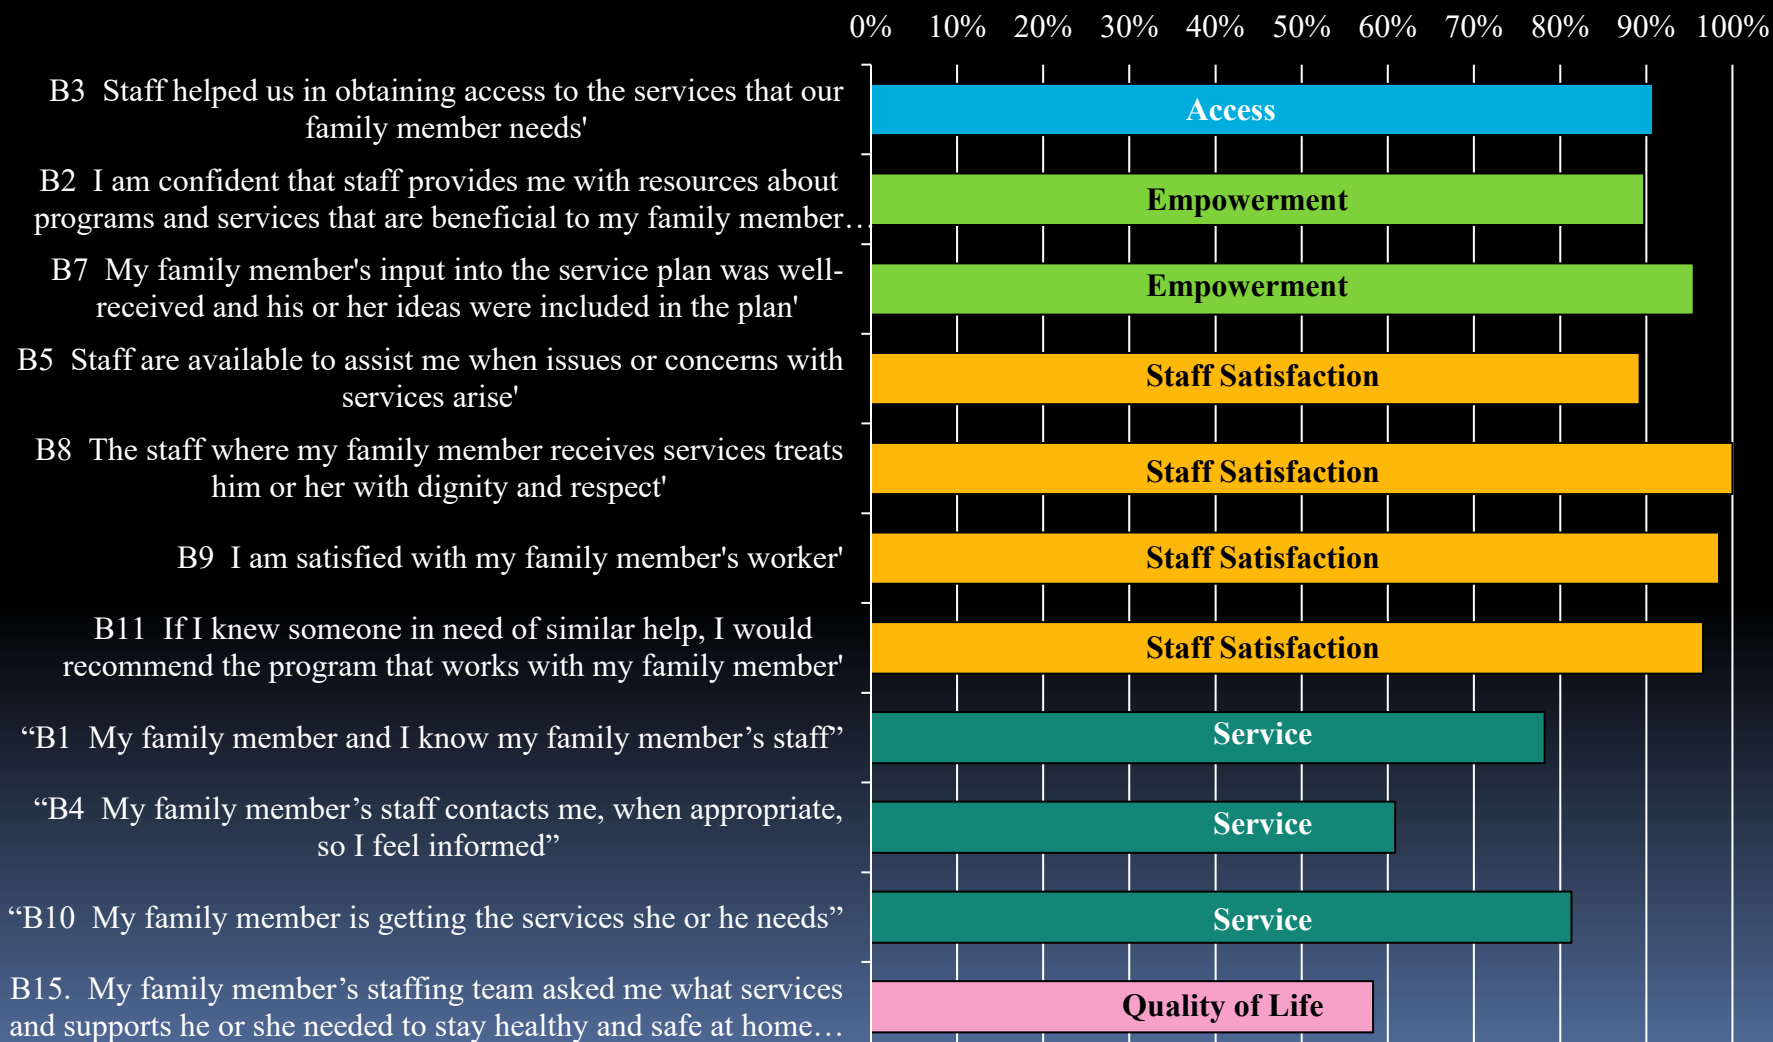 0% 10% 20% 30% 40% 50% 60% 70% 80% 90% 100%
B3 Staff helped us in obtaining access to the services that our
family member needs'
Access
B2 I am confident that staff provides me with resources about
programs and services that are beneficial to my family member…
Empowerment
B7 My family member's input into the service plan was well-
received and his or her ideas were included in the plan'
Empowerment
B5 Staff are available to assist me when issues or concerns with
services arise'
Staff Satisfaction
B8 The staff where my family member receives services treats
him or her with dignity and respect'
Staff Satisfaction
B9 I am satisfied with my family member's worker'
Staff Satisfaction
B11 If I knew someone in need of similar help, I would
recommend the program that works with my family member'
Staff Satisfaction
“B1 My family member and I know my family member’s staff”
Service
“B4 My family member’s staff contacts me, when appropriate,
so I feel informed”
Service
“B10 My family member is getting the services she or he needs”
Service
B15. My family member’s staffing team asked me what services
and supports he or she needed to stay healthy and safe at home…
Quality of Life